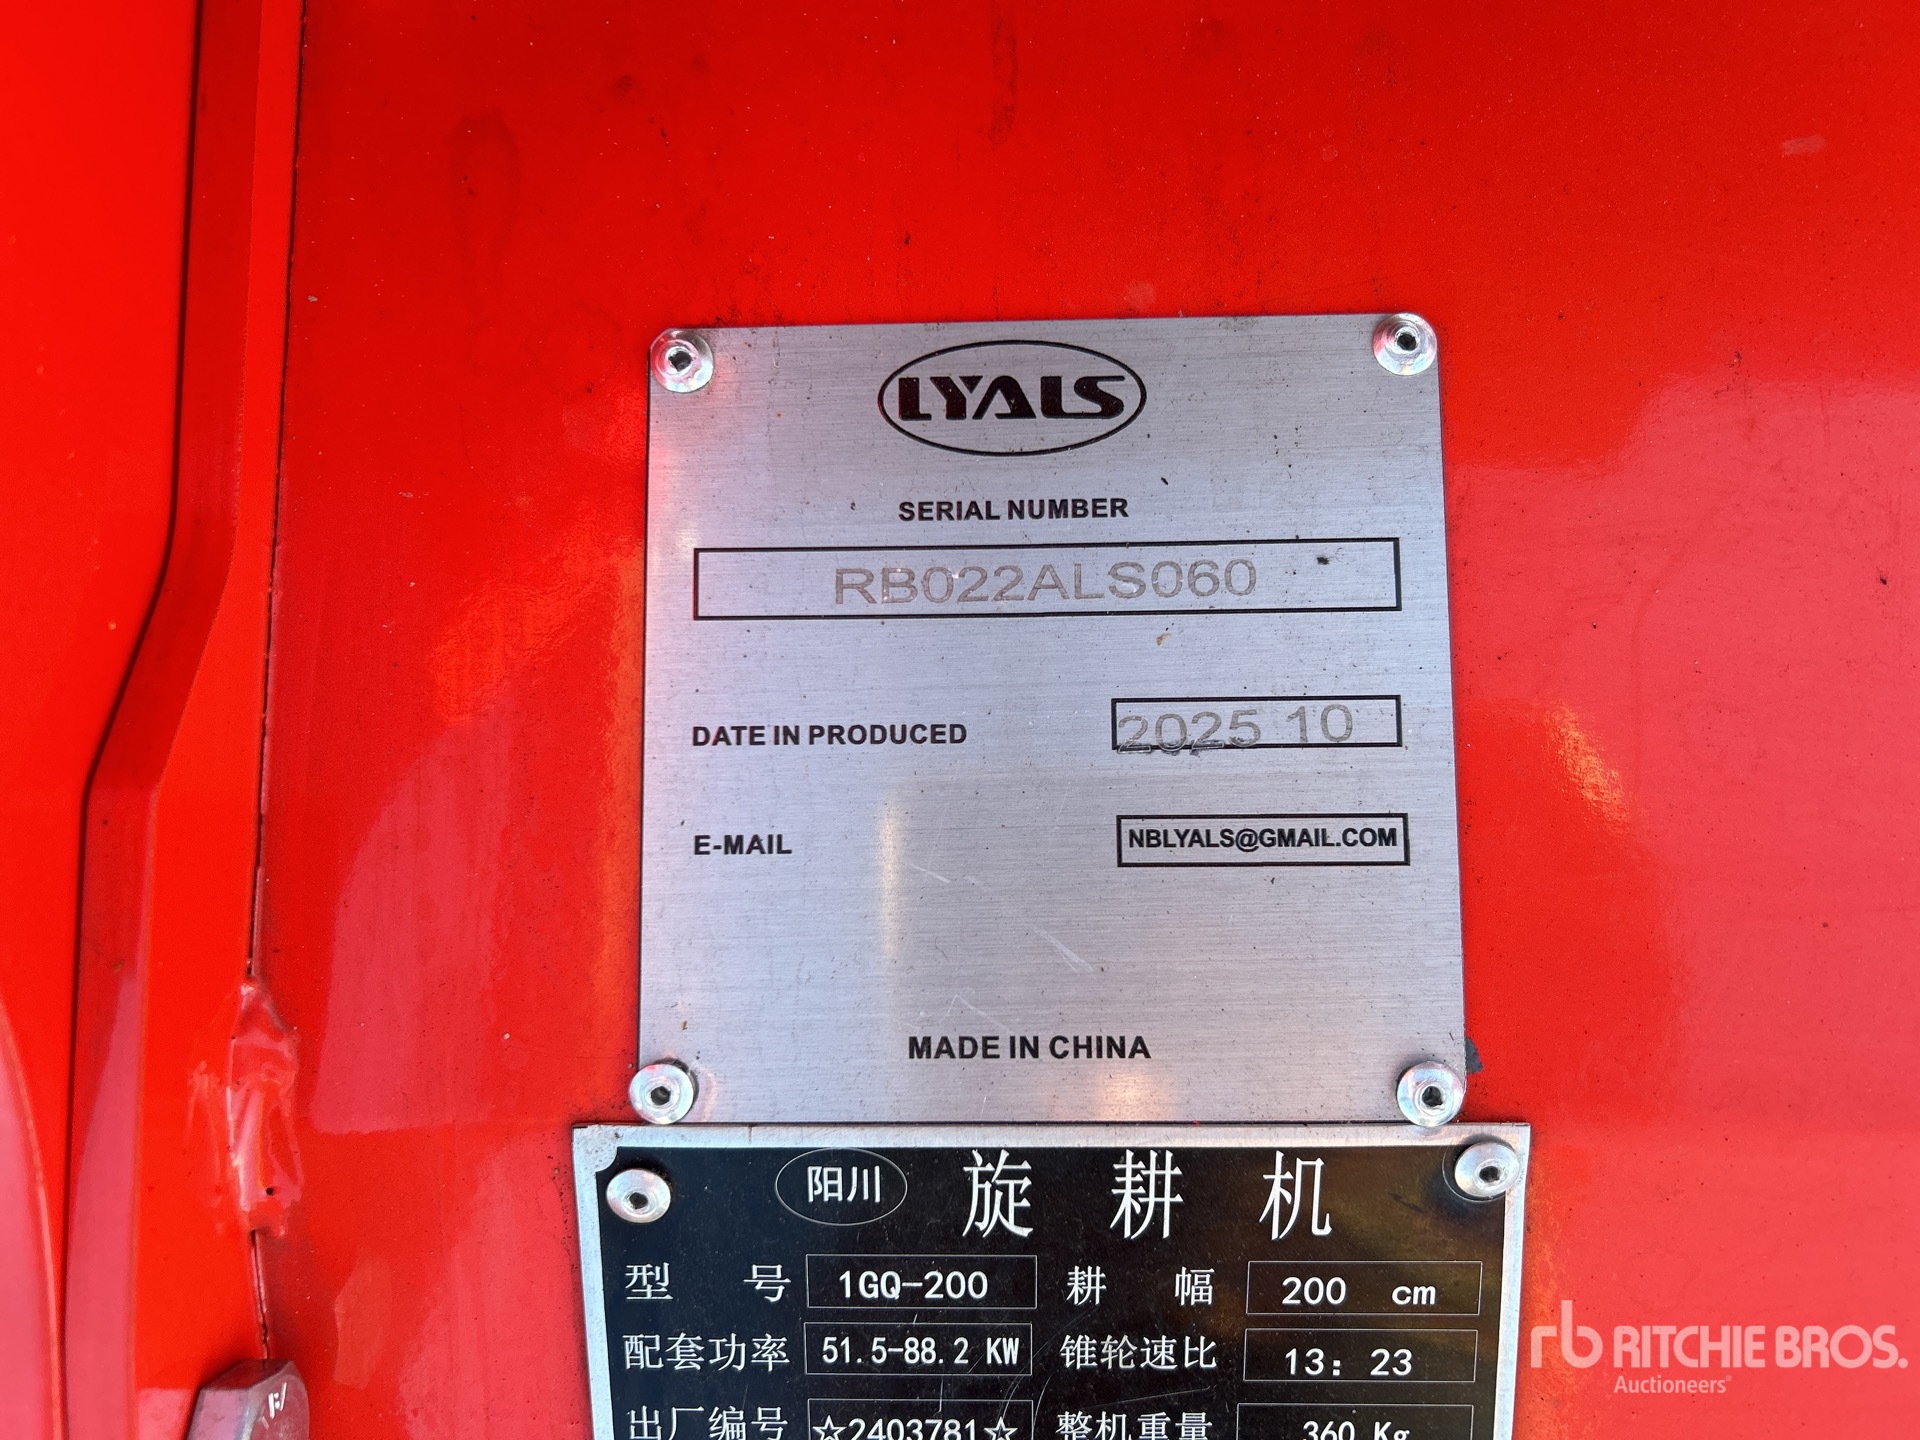 LYALS
SERIAL NUMBER
RB022ALS060
DATE IN PRODUCED 2025 10
E-MAIL NBLYALS@GMAIL.COM
MADE IN CHINA
阳川 旋耕机
型号 1GQ-200 耕幅 200 cm
配套功率 51.5-88.2 KW 锥轮速比 13: 23
出厂编号 ☆2403781☆ 整机重量 360 Kg
rb RITCHIE BROS.
Auctioneers